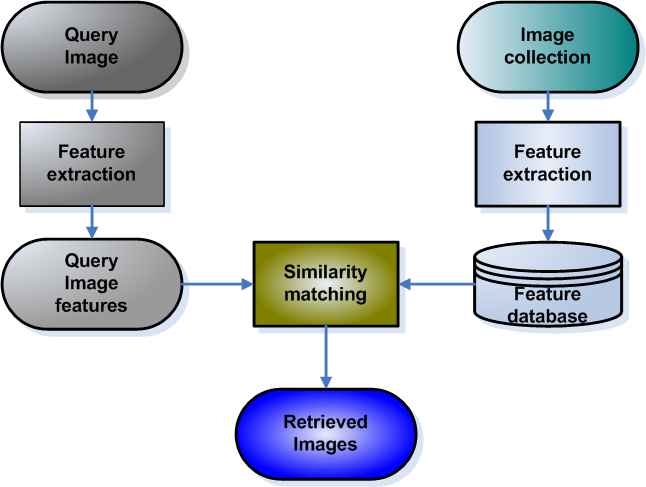 Query
Image
Image
collection
Feature
extraction
Feature
extraction
Query
Image
features
Similarity
matching
Feature
database
Retrieved
Images